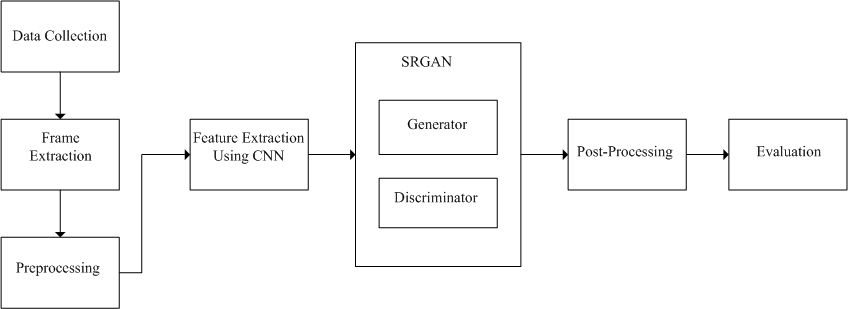 Data Collection
Frame
Extraction
Preprocessing
Feature Extraction
Using CNN
SRGAN
Generator
Discriminator
Post-Processing
Evaluation